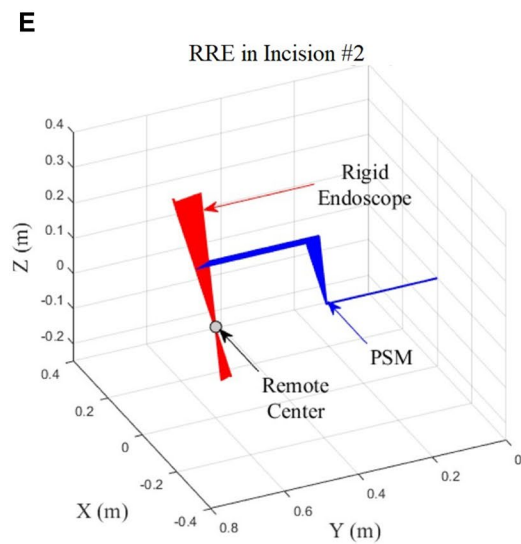 E
RRE in Incision #2
0.4
0.3
0.2
0.1
0
-0.1
-0.2
Z (m)
Rigid
Endoscope
PSM
Remote
Center
0.4
0.2
0
-0.2
-0.4
X (m)
0.8
0.6
0.4
0.2
0
Y (m)